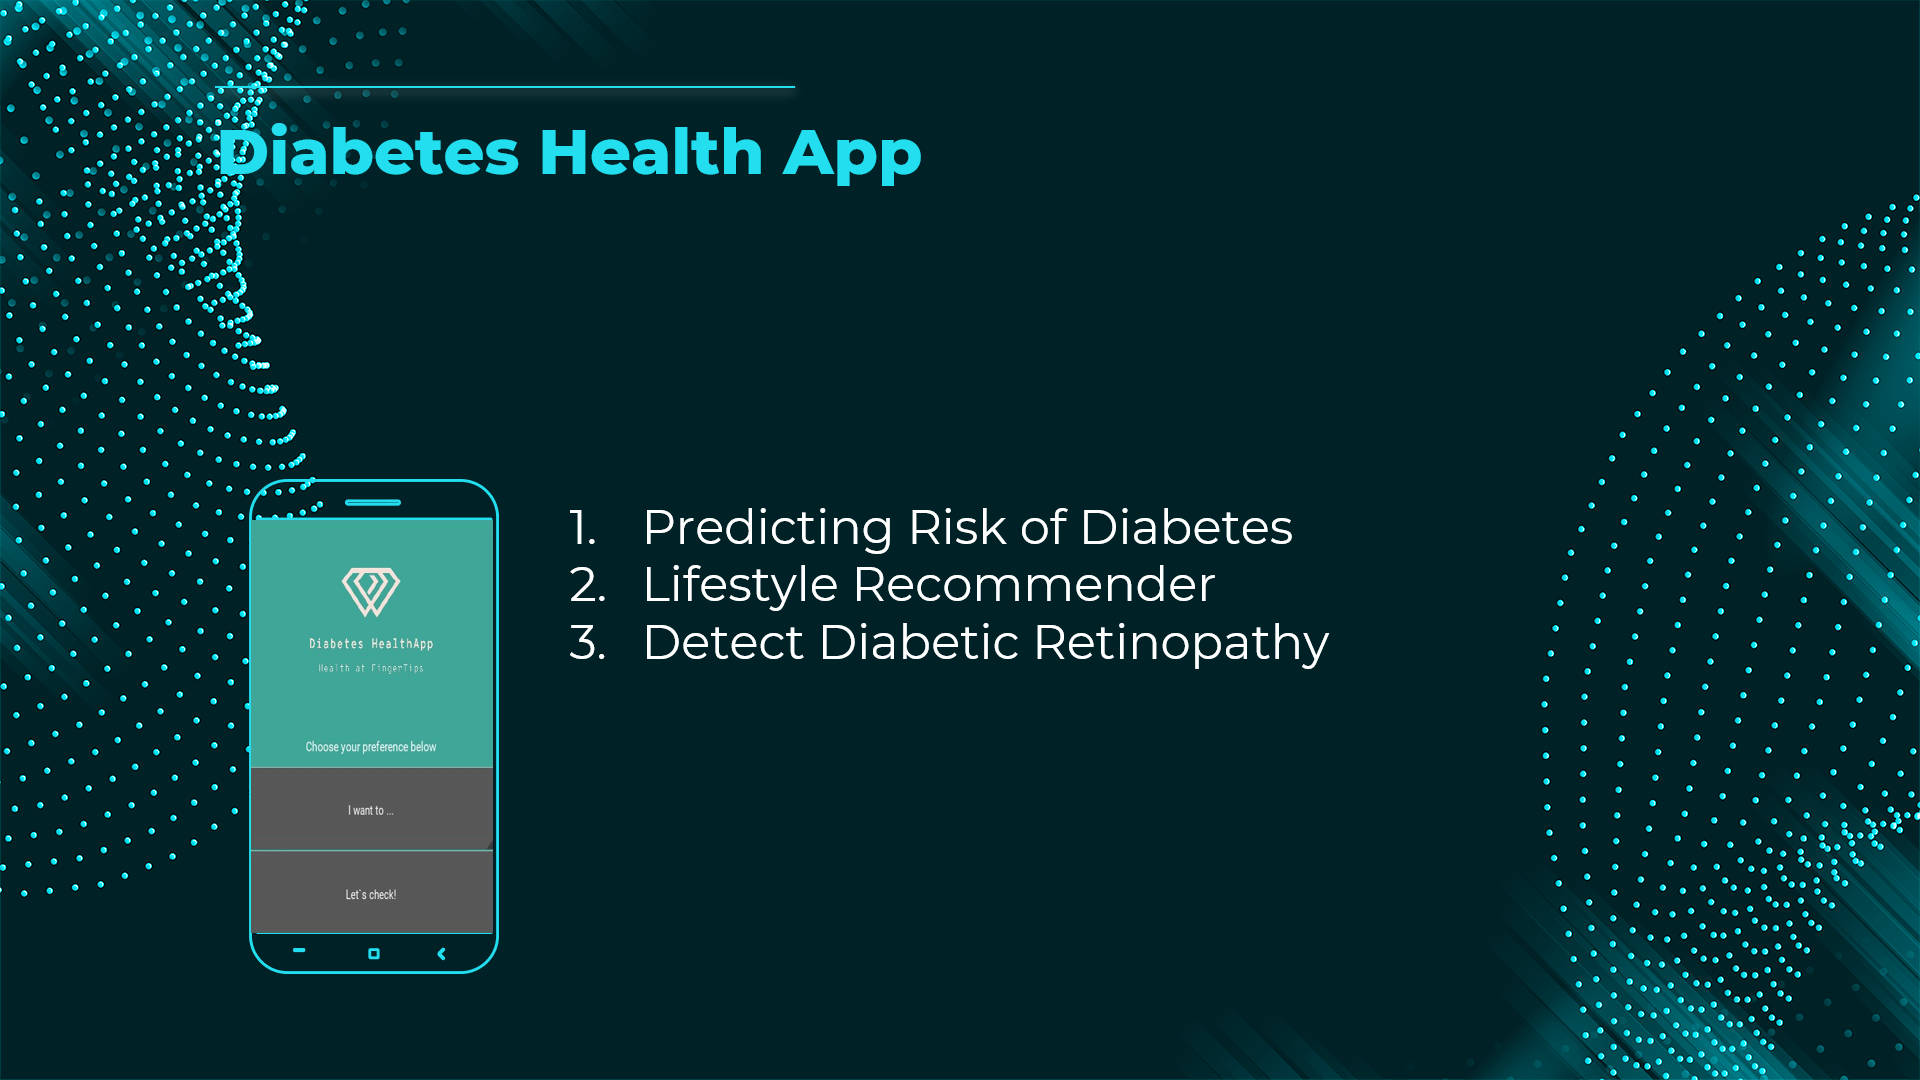 Diabetes Health App
1. Predicting Risk of Diabetes
2. Lifestyle Recommender
3. Detect Diabetic Retinopathy
Diabetes HealthApp
Health at FingerTips
Choose your preference below
I want to ...
Let`s check!